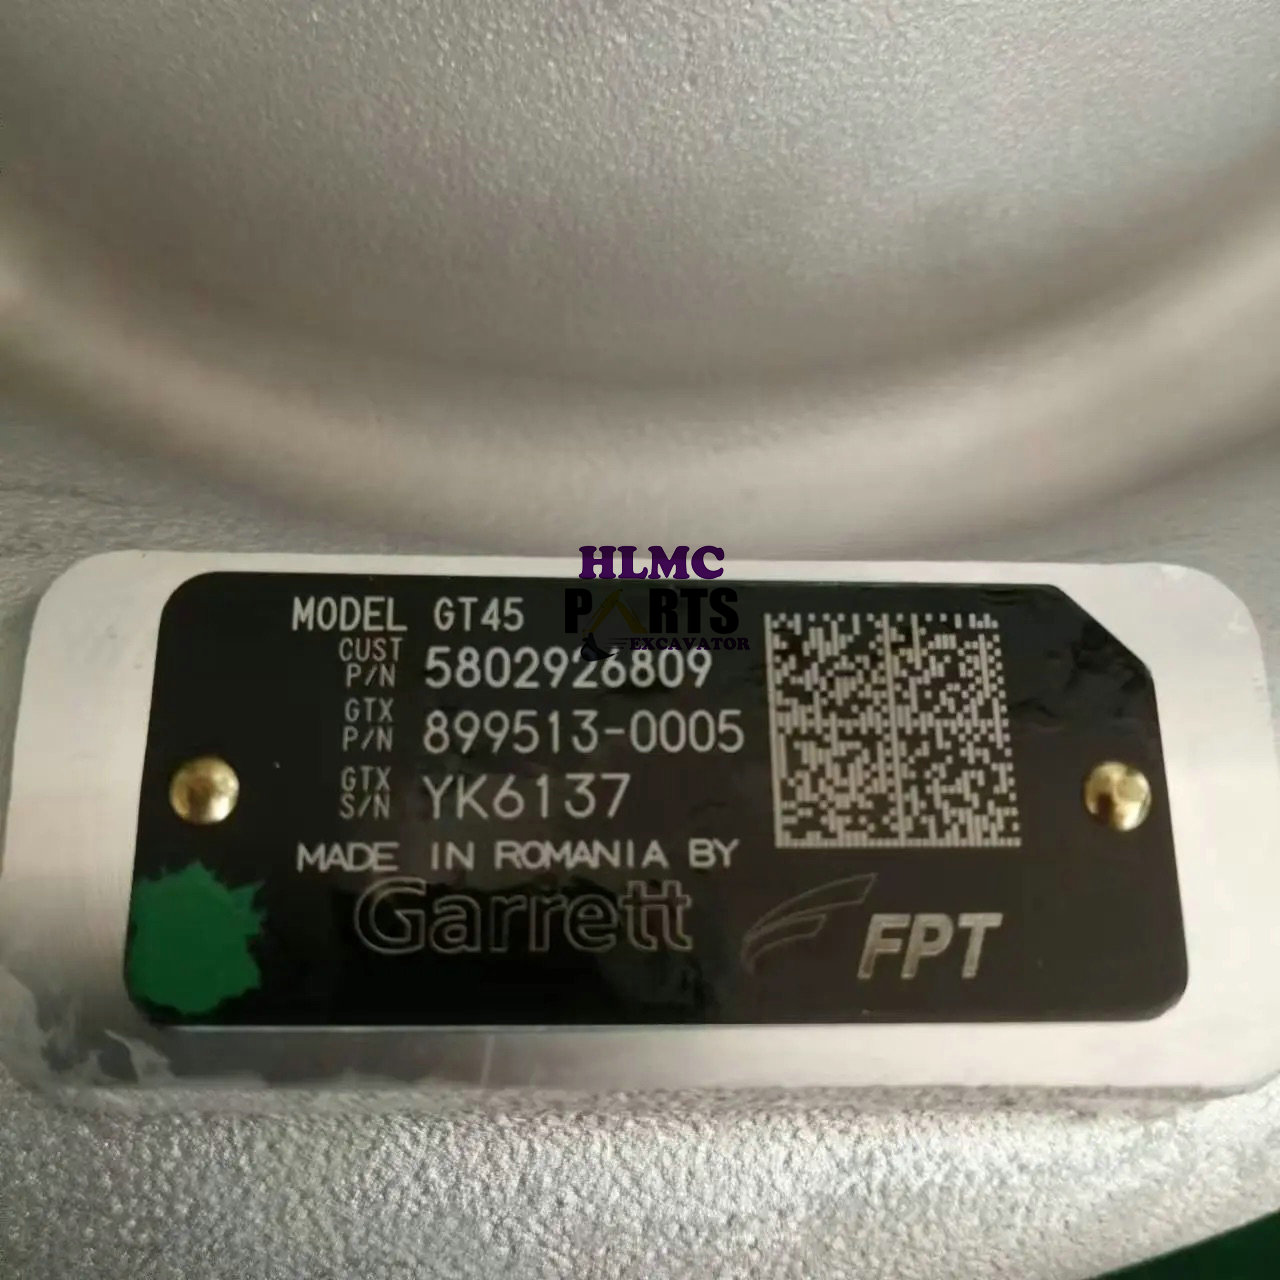 HLMC
PARTS
EXCAVATOR
MODEL GT45
CUST
P/N 5802926809
GTX
P/N 899513-0005
GTX
S/N YK6137
MADE IN ROMANIA BY
Garrett
FPT